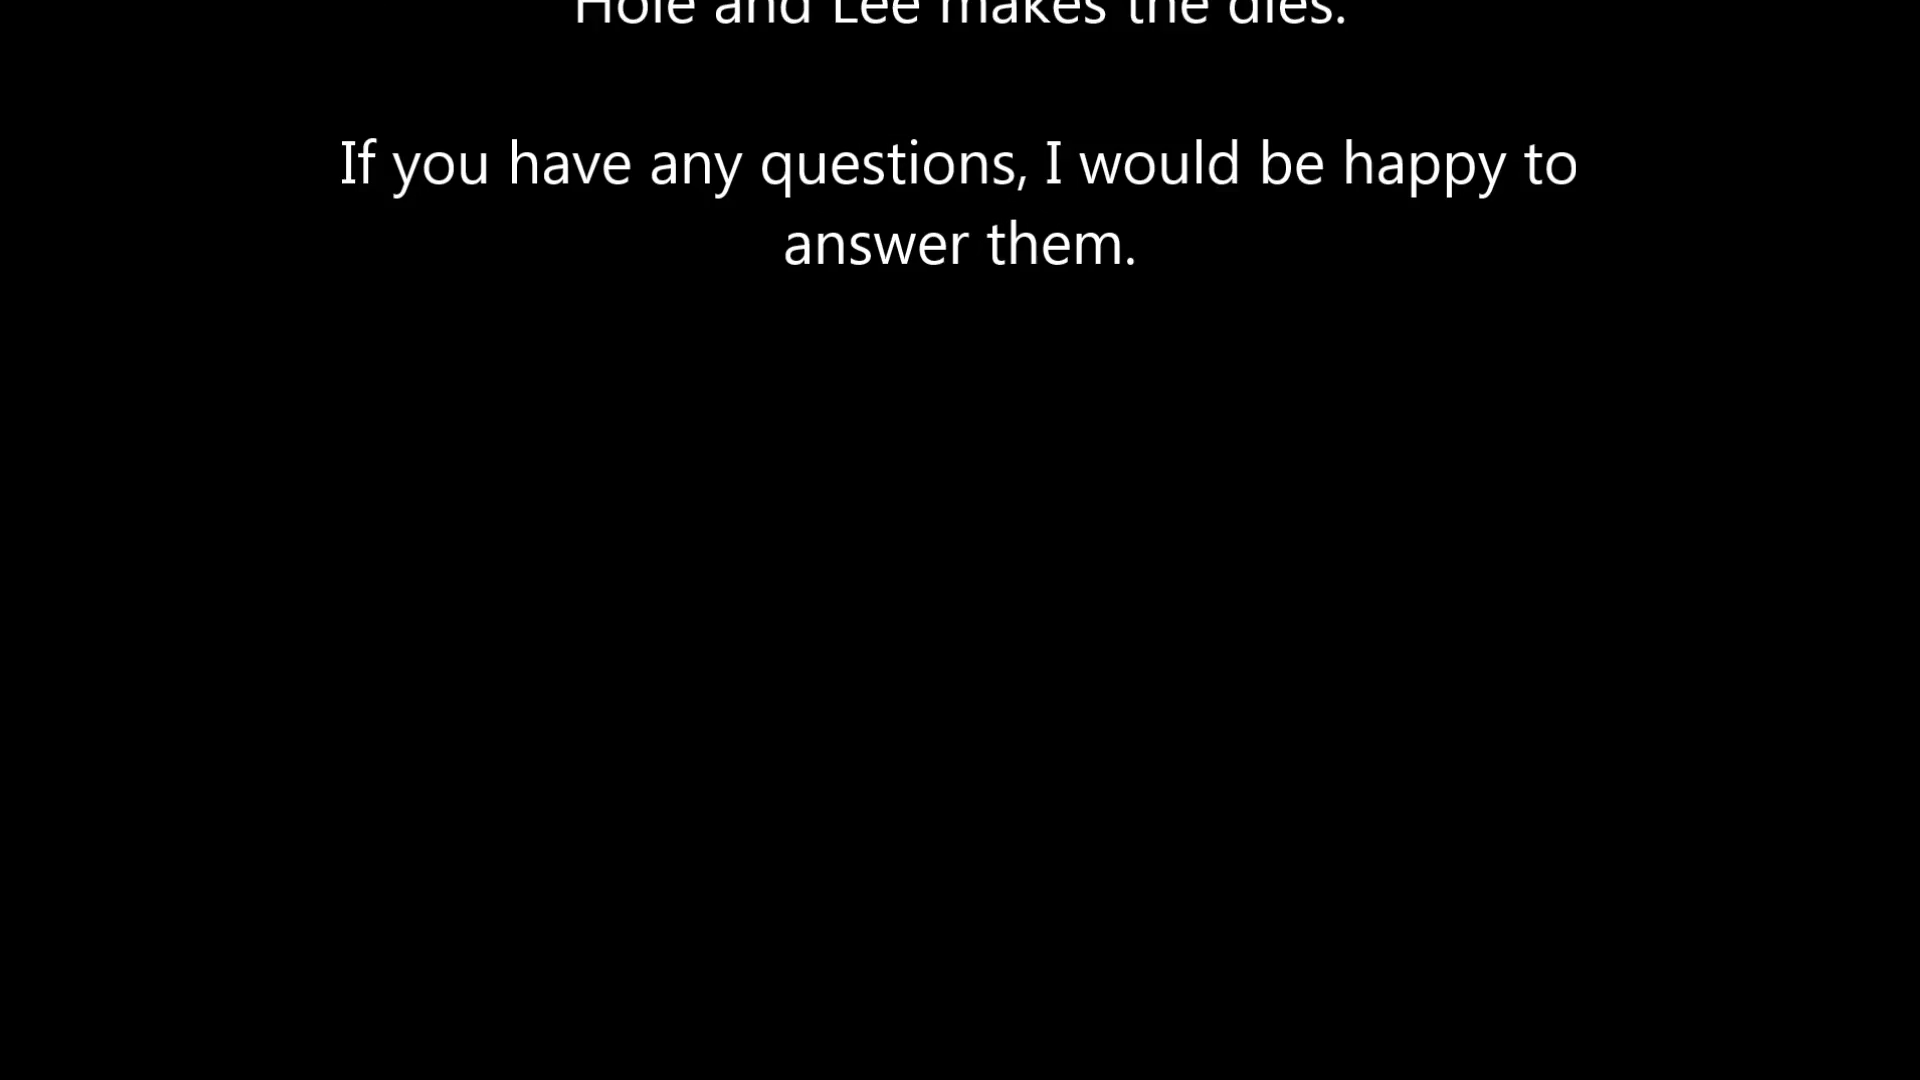 Hole and Lee makes the dies.
If you have any questions, I would be happy to
answer them.